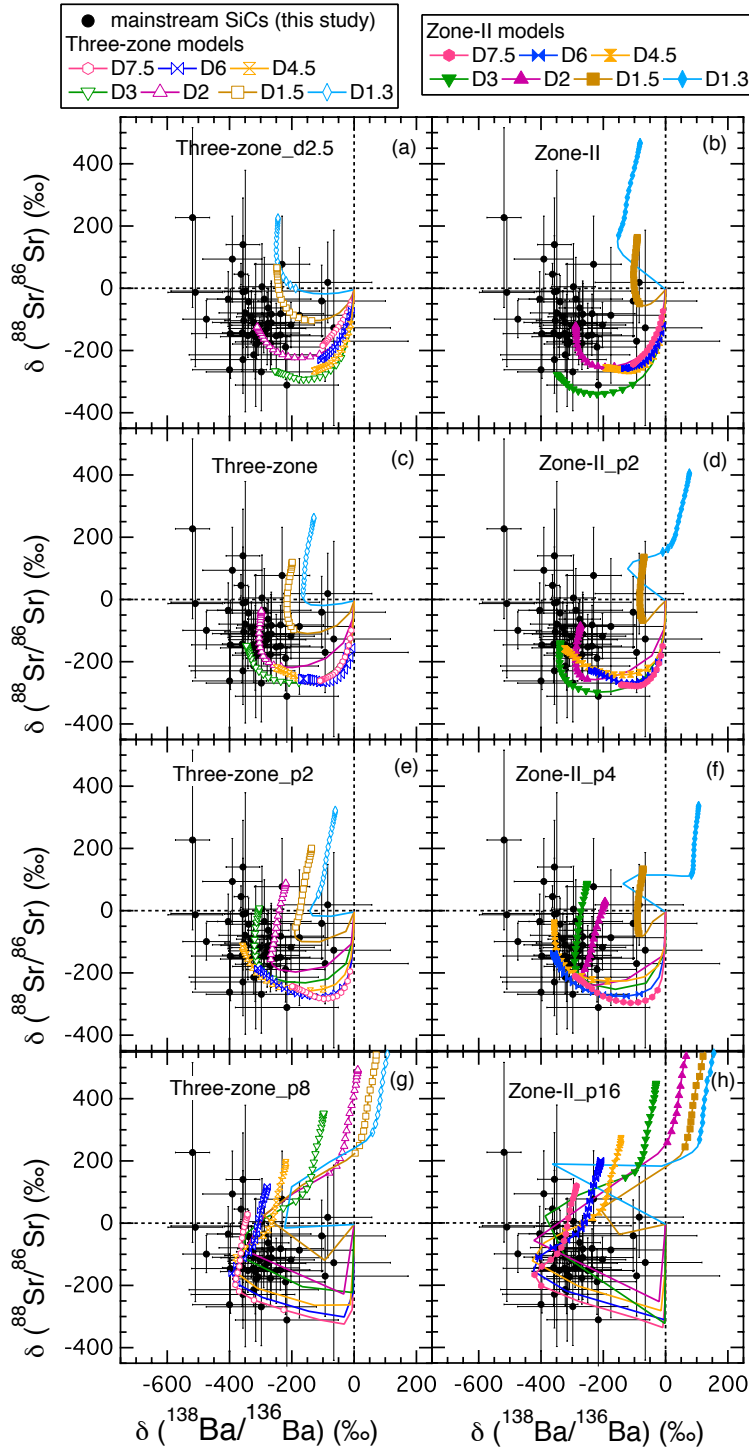 mainstream SiCs (this study)
Three-zone models
D7.5 D6 D4.5
D3 D2 D1.5 D1.3
Zone-II models
D7.5 D6 D4.5
D3 D2 D1.5 D1.3
Three-zone_d2.5 (a)
Zone-II (b)
400
200
0
-200
-400
δ (⁸⁸Sr/⁸⁶Sr) (‰)
Three-zone (c)
Zone-II_p2 (d)
400
200
0
-200
-400
δ (⁸⁸Sr/⁸⁶Sr) (‰)
Three-zone_p2 (e)
Zone-II_p4 (f)
400
200
0
-200
-400
δ (⁸⁸Sr/⁸⁶Sr) (‰)
Three-zone_p8 (g)
Zone-II_p16 (h)
400
200
0
-200
-400
δ (⁸⁸Sr/⁸⁶Sr) (‰)
-600 -400 -200 0 200
-600 -400 -200 0 200
δ (¹³⁸Ba/¹³⁶Ba) (‰)
δ (¹³⁸Ba/¹³⁶Ba) (‰)